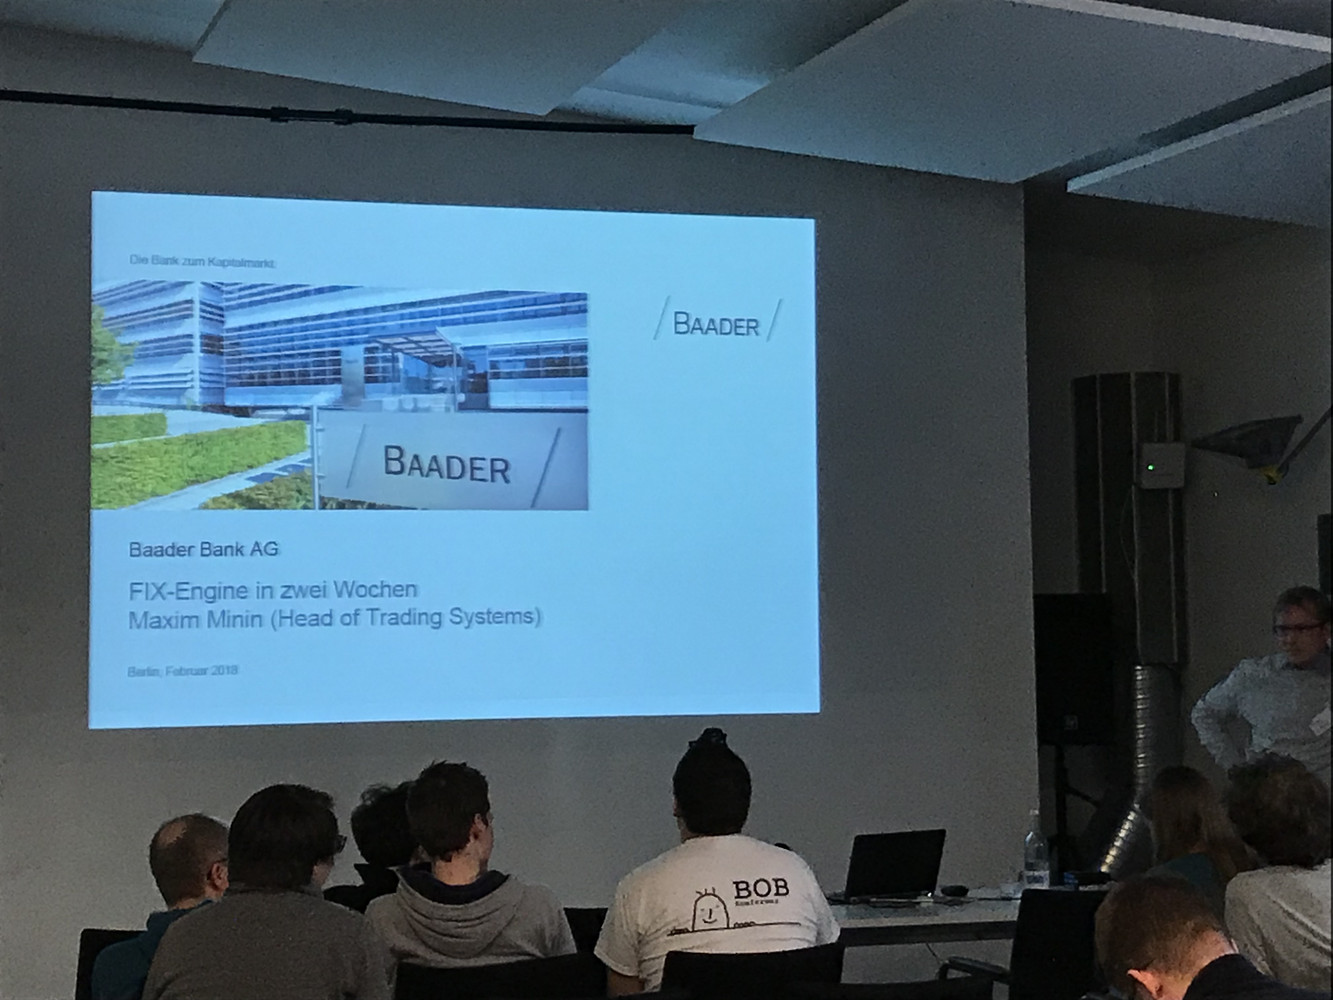 Die Bank zum Kapitalmarkt.
/ BAADER /
/ BAADER /
Baader Bank AG
FIX-Engine in zwei Wochen
Maxim Minin (Head of Trading Systems)
Berlin, Februar 2018
BOB
Konferenz